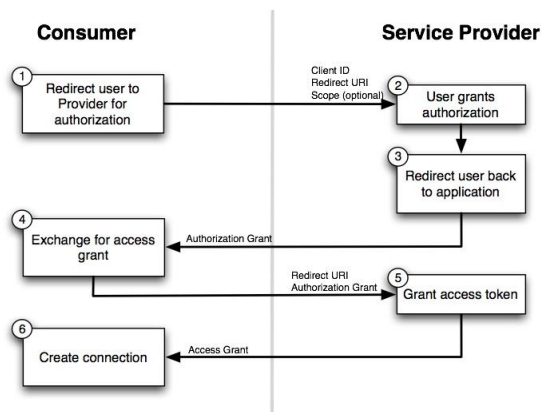 Consumer
Service Provider
1
Redirect user to
Provider for
authorization
Client ID
Redirect URI
Scope (optional)
2
User grants
authorization
3
Redirect user back
to application
4
Exchange for access
grant
Authorization Grant
Redirect URI
Authorization Grant
5
Grant access token
6
Create connection
Access Grant